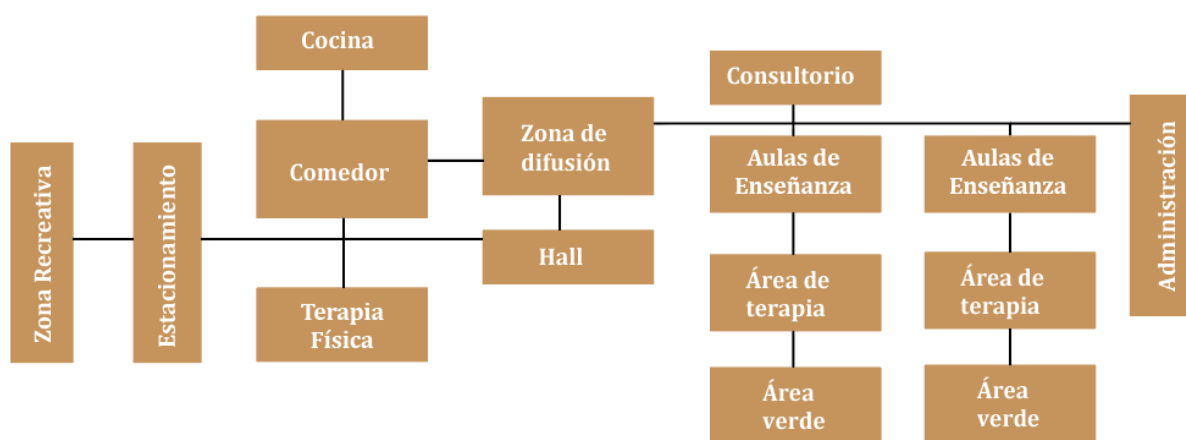 Zona Recreativa
Estacionamiento
Cocina
Comedor
Terapia
Física
Zona de
difusión
Hall
Consultorio
Aulas de
Enseñanza
Área de
terapia
Área
verde
Aulas de
Enseñanza
Área de
terapia
Área
verde
Administración